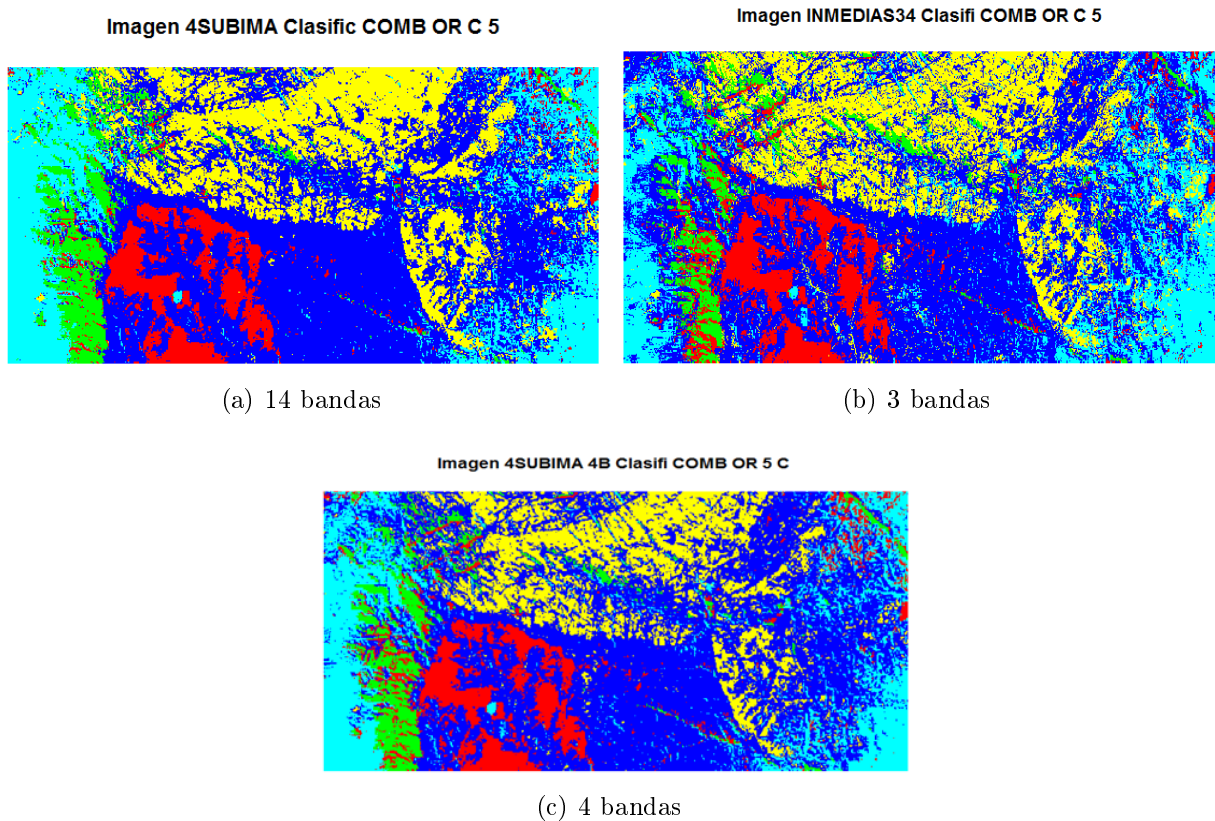 Imagen 4SUBIMA Clasific COMB OR C 5
Imagen INMEDIAS34 Clasifi COMB OR C 5
(a) 14 bandas
(b) 3 bandas
Imagen 4SUBIMA 4B Clasifi COMB OR 5 C
(c) 4 bandas